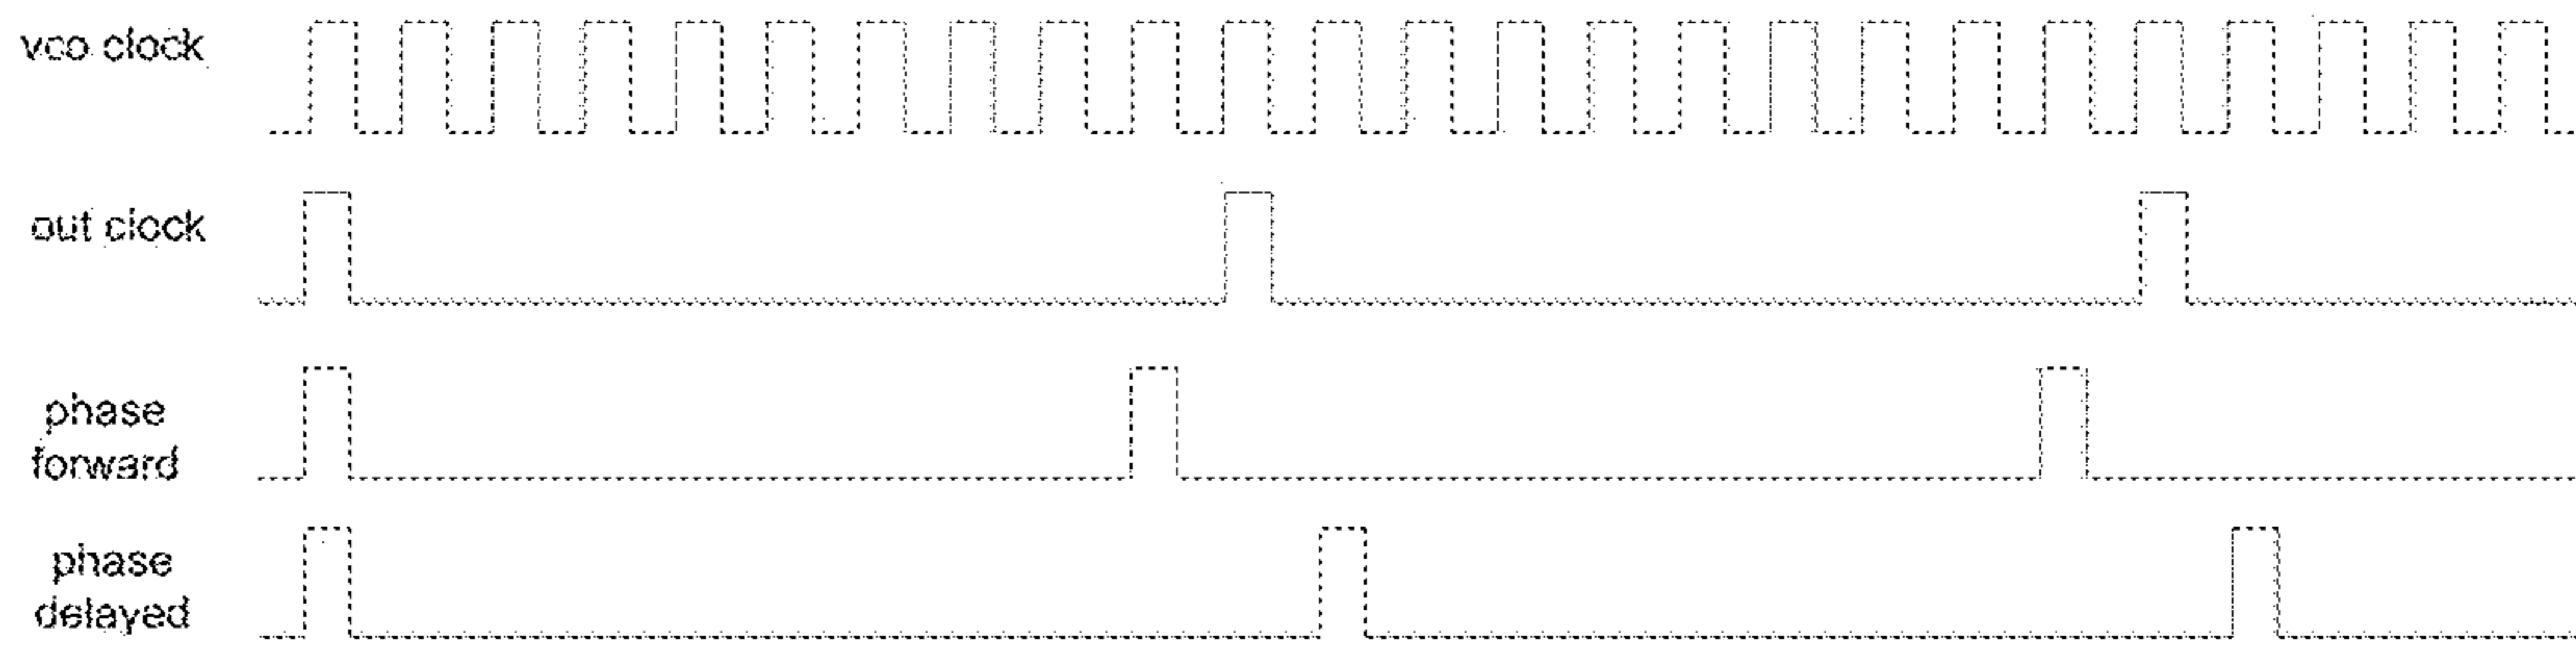 vco clock
out clock
phase
forward
phase
delayed